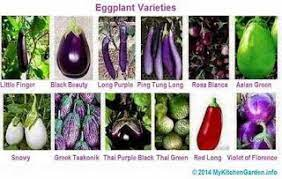 Eggplant Varieties
Little Finger Black Beauty Long Purple Ping Tung Long Rosa Bianca Asian Green
Snowy Greek Tsakonik Thai Purple Black Thai Green Red Long Violet of Florence
© 2014 MyKitchenGarden.info